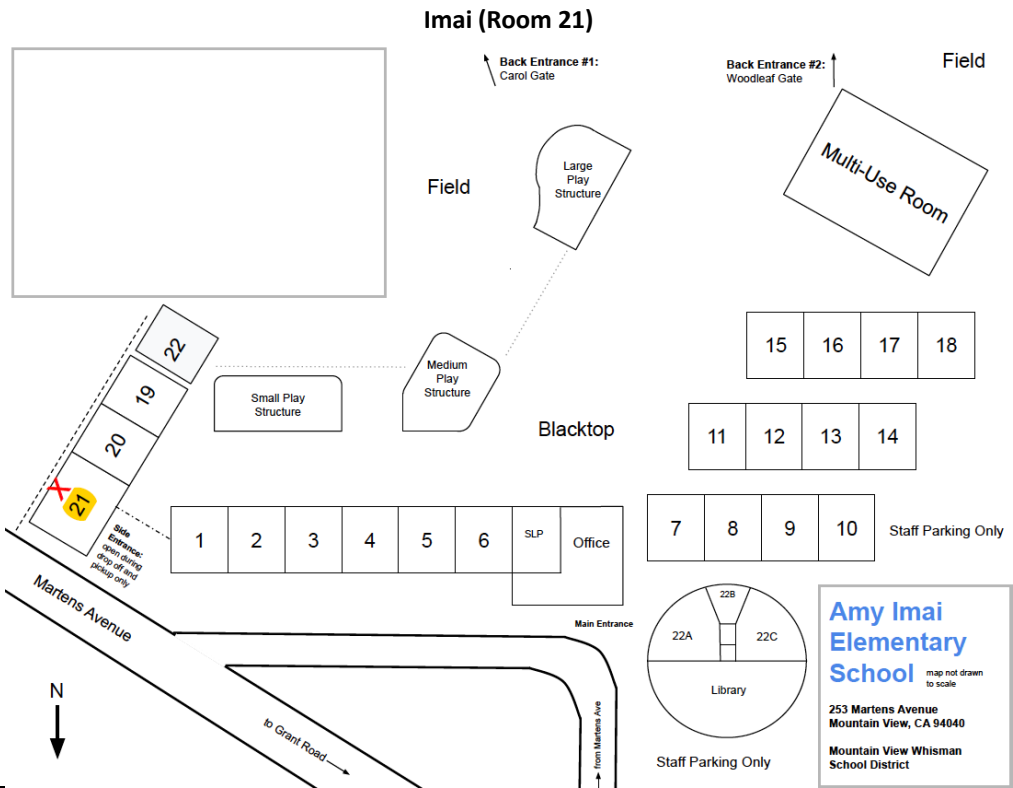 Imai (Room 21)
Back Entrance #1:
Carol Gate
Back Entrance #2:
Woodleaf Gate
Field
Multi-Use Room
Large
Play
Structure
Field
22
19
20
21
X
Medium
Play
Structure
Small Play
Structure
Blacktop
15 16 17 18
11 12 13 14
7 8 9 10
Staff Parking Only
Side
Entrance:
open during
drop off and
pickup only
1 2 3 4 5 6 SLP Office
Martens Avenue
Main Entrance
22B
22A 22C
Library
Staff Parking Only
N
to Grant Road
from Martens Ave
Amy Imai
Elementary
School
map not drawn
to scale
253 Martens Avenue
Mountain View, CA 94040
Mountain View Whisman
School District